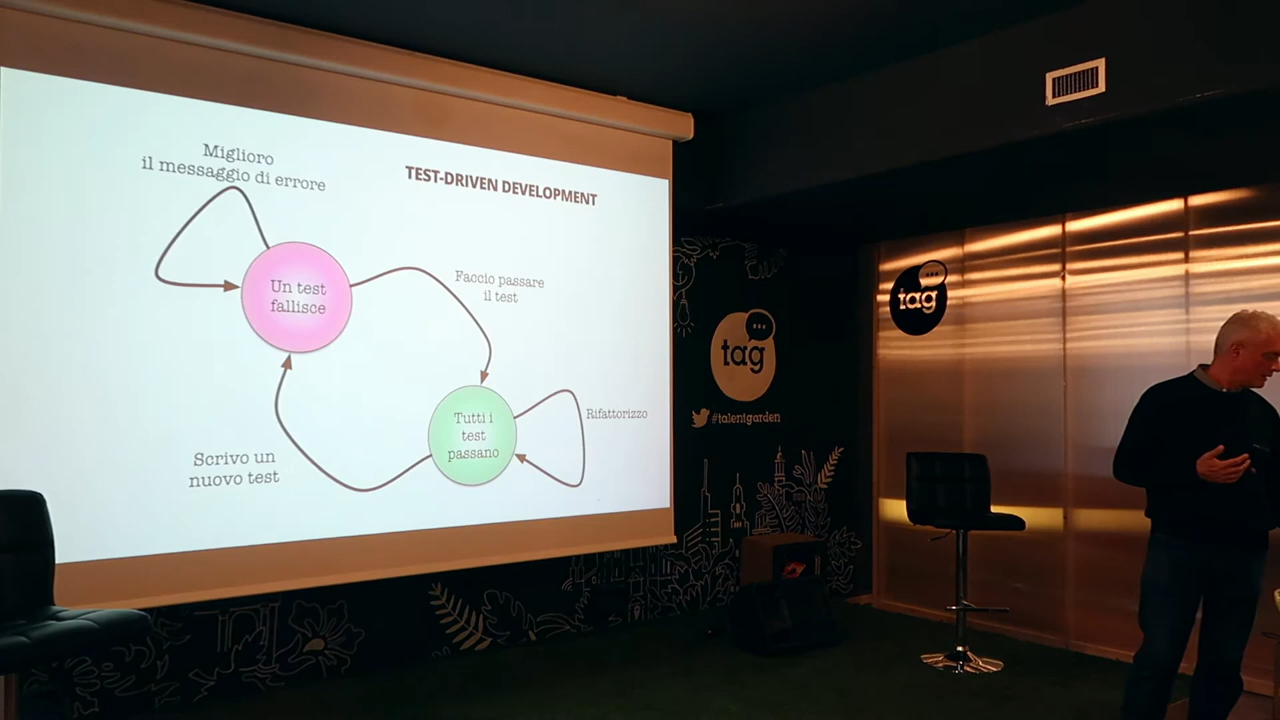 Miglioro
il messaggio di errore
TEST-DRIVEN DEVELOPMENT
Un test
fallisce
Faccio passare
il test
Tutti i
test
passano
Rifattorizzo
Scrivo un
nuovo test
tag
#talentgarden
tag